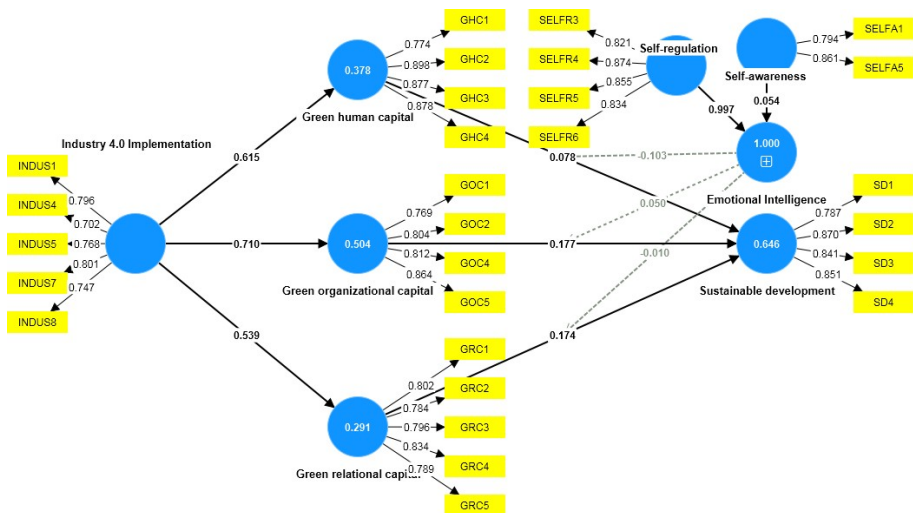 GHC1
SELFR3
SELFA1
0.774
0.821
0.794
GHC2
SELFR4
Self-regulation
SELFA5
0.378
0.898
0.874
0.861
0.877
0.855
Self-awareness
GHC3
SELFR5
0.878
0.834
0.997
0.054
Green human capital
GHC4
SELFR6
Industry 4.0 Implementation
1.000
INDUS1
0.615
0.078
-0.103
0.796
GOC1
SD1
INDUS4
0.769
0.050
Emotional Intelligence
0.787
0.702
GOC2
SD2
0.804
0.870
INDUS5
0.768
0.710
0.504
0.177
0.646
0.812
-0.010
0.841
0.801
GOC4
SD3
INDUS7
0.864
0.851
0.747
Green organizational capital
Sustainable development
GOC5
SD4
INDUS8
0.539
0.174
GRC1
0.802
GRC2
0.784
0.291
0.796
GRC3
0.834
GRC4
0.789
Green relational capital
GRC5